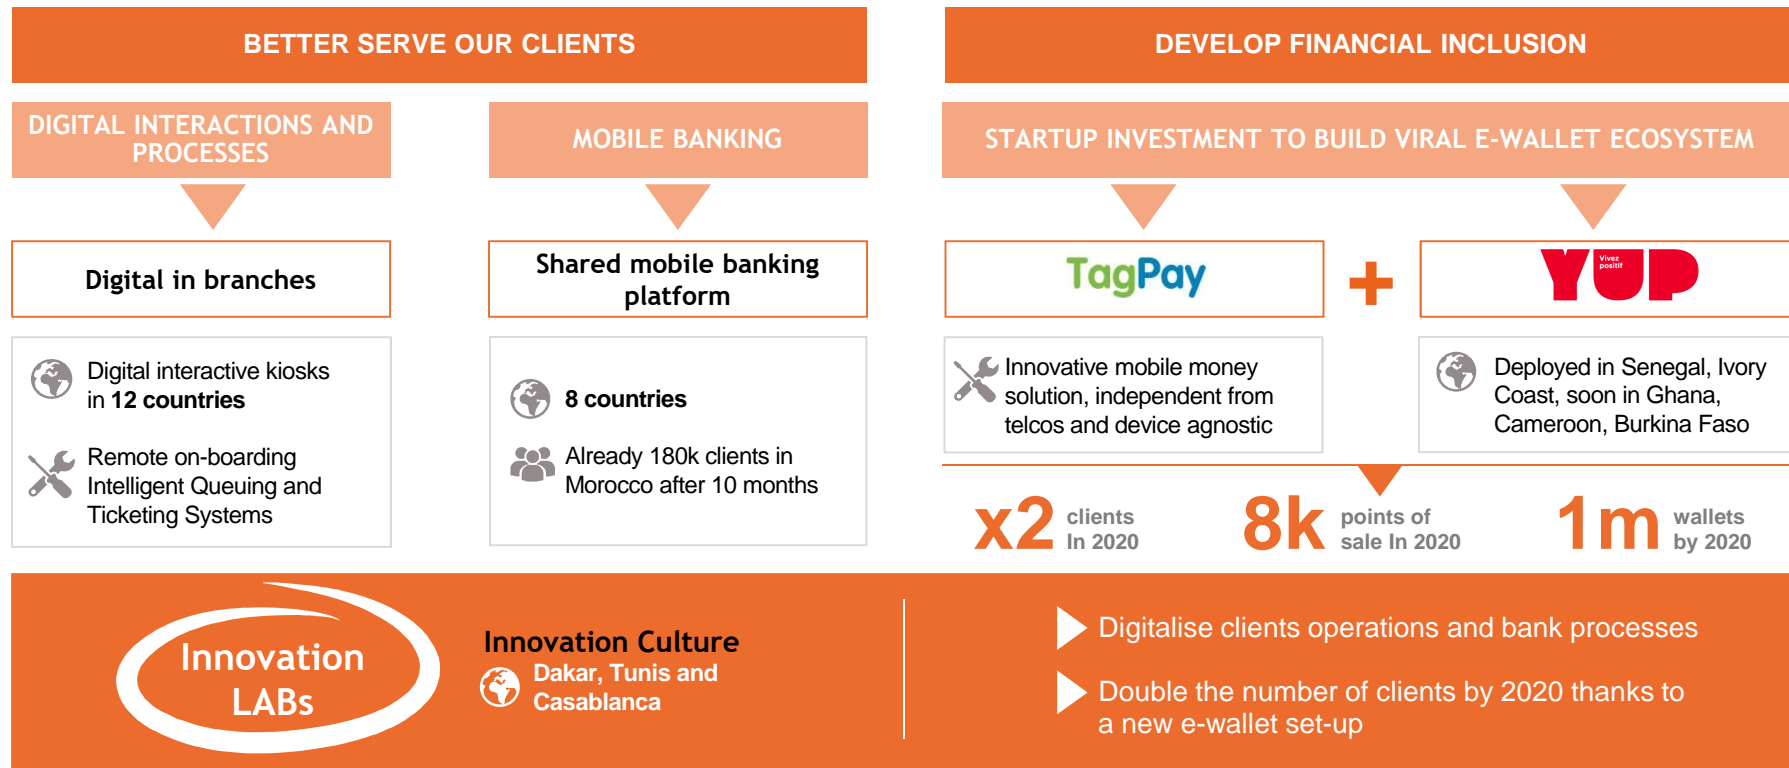 BETTER SERVE OUR CLIENTS
DIGITAL INTERACTIONS AND
PROCESSES
Digital in branches
Digital interactive kiosks
in 12 countries
Remote on-boarding
Intelligent Queuing and
Ticketing Systems
MOBILE BANKING
Shared mobile banking
platform
8 countries
Already 180k clients in
Morocco after 10 months
DEVELOP FINANCIAL INCLUSION
STARTUP INVESTMENT TO BUILD VIRAL E-WALLET ECOSYSTEM
TagPay
+
YUP
Vivez
positif
Innovative mobile money
solution, independent from
telcos and device agnostic
Deployed in Senegal, Ivory
Coast, soon in Ghana,
Cameroon, Burkina Faso
x2 clients
In 2020
8k points of
sale In 2020
1m wallets
by 2020
Innovation
LABs
Innovation Culture
Dakar, Tunis and
Casablanca
Digitalise clients operations and bank processes
Double the number of clients by 2020 thanks to
a new e-wallet set-up